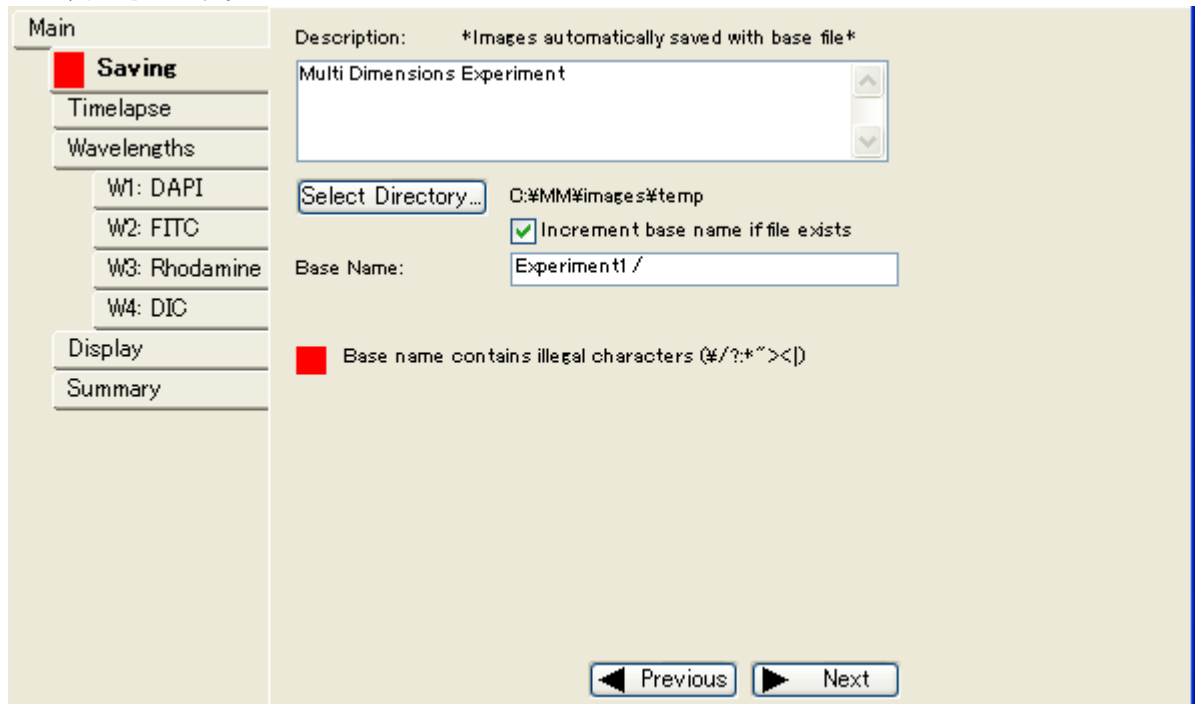 Main
Saving
Timelapse
Wavelengths
W1: DAPI
W2: FITC
W3: Rhodamine
W4: DIC
Display
Summary
Description: *Images automatically saved with base file*
Multi Dimensions Experiment
Select Directory... C:¥MM¥images¥temp
Increment base name if file exists
Base Name: Experiment1 /
Base name contains illegal characters (¥/?:*"><|)
Previous Next